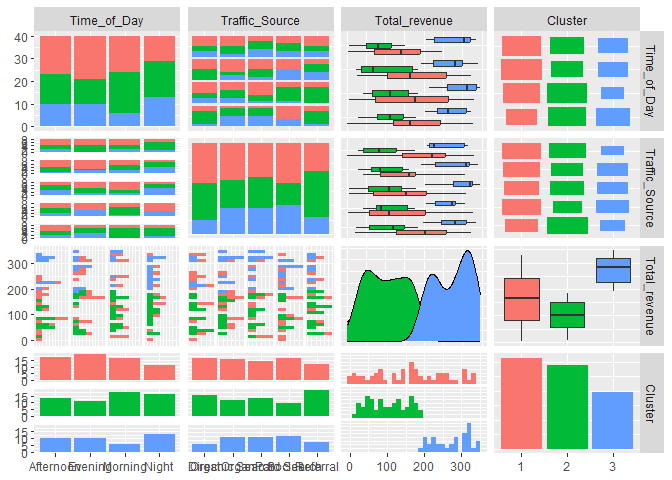 Time_of_Day Traffic_Source Total_revenue Cluster
40
30
20
10
0
Time_of_Day
Traffic_Source
300
200
100
0
Total_revenue
15
10
5
0
15
10
5
0
15
10
5
0
Cluster
Afternoon Evening Morning Night
Referral
0 100 200 300
1 2 3